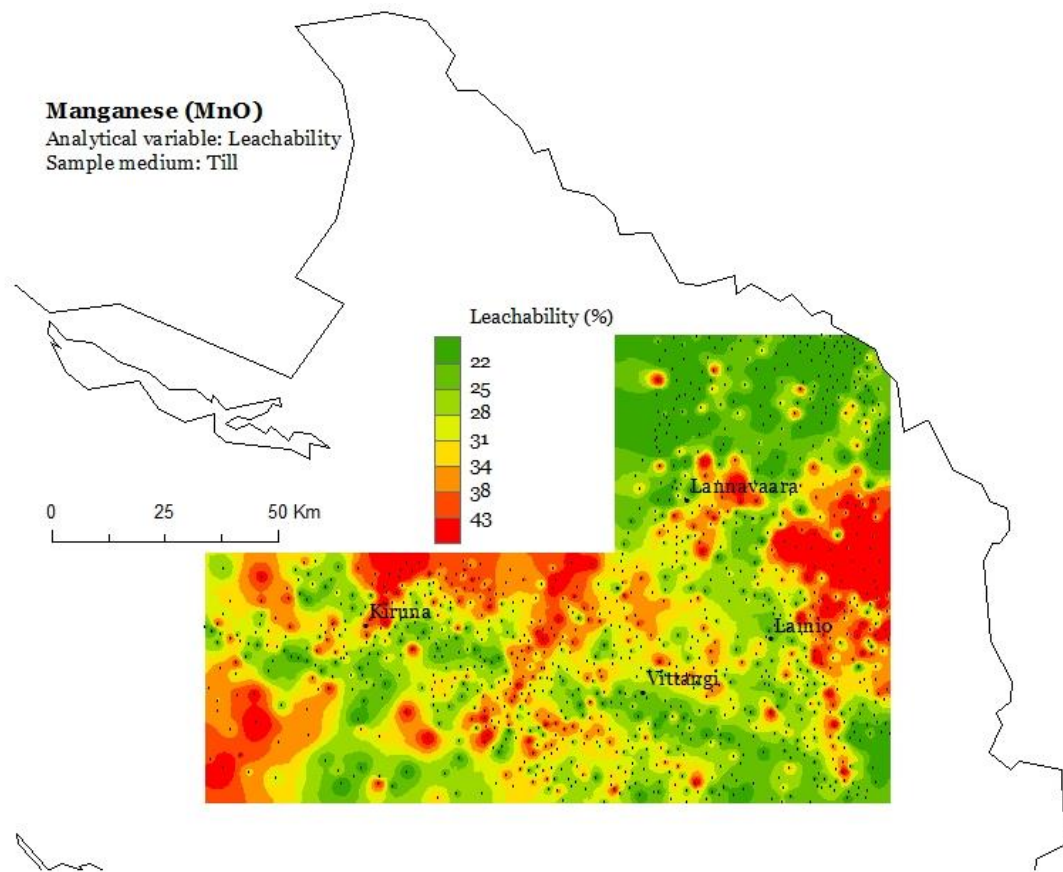 Manganese (MnO)
Analytical variable: Leachability
Sample medium: Till
Leachability (%)
22
25
28
31
34
38
43
0 25 50 Km
Lannavaara
Kiruna
Lainio
Vittangi